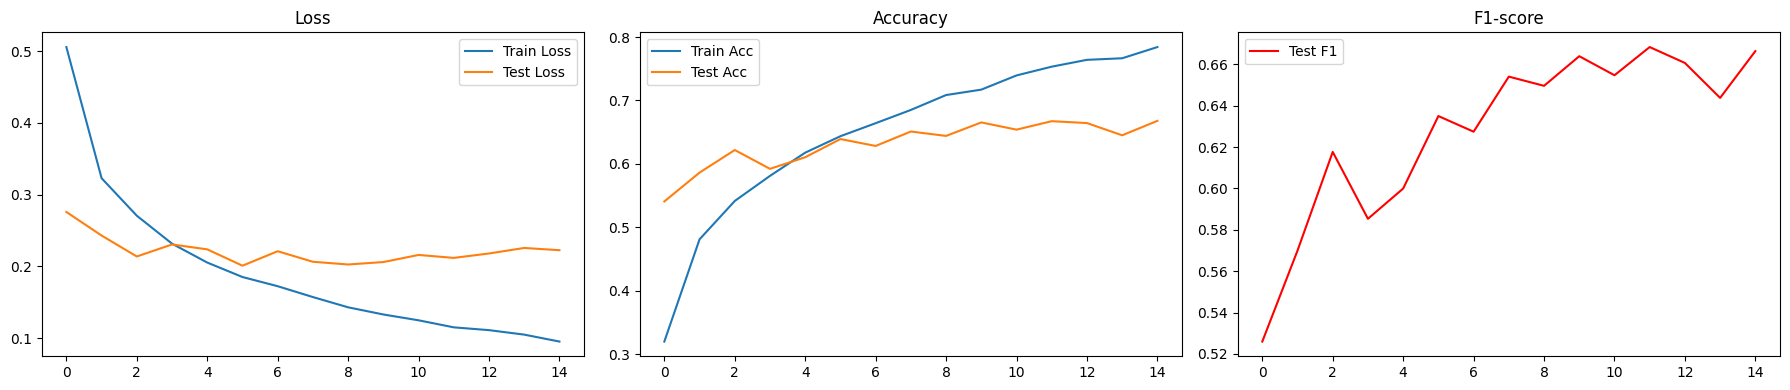 Loss
0.5
0.4
0.3
0.2
0.1
0 2 4 6 8 10 12 14
Train Loss
Test Loss
Accuracy
0.8
0.7
0.6
0.5
0.4
0.3
0 2 4 6 8 10 12 14
Train Acc
Test Acc
F1-score
0.66
0.64
0.62
0.60
0.58
0.56
0.54
0.52
0 2 4 6 8 10 12 14
Test F1